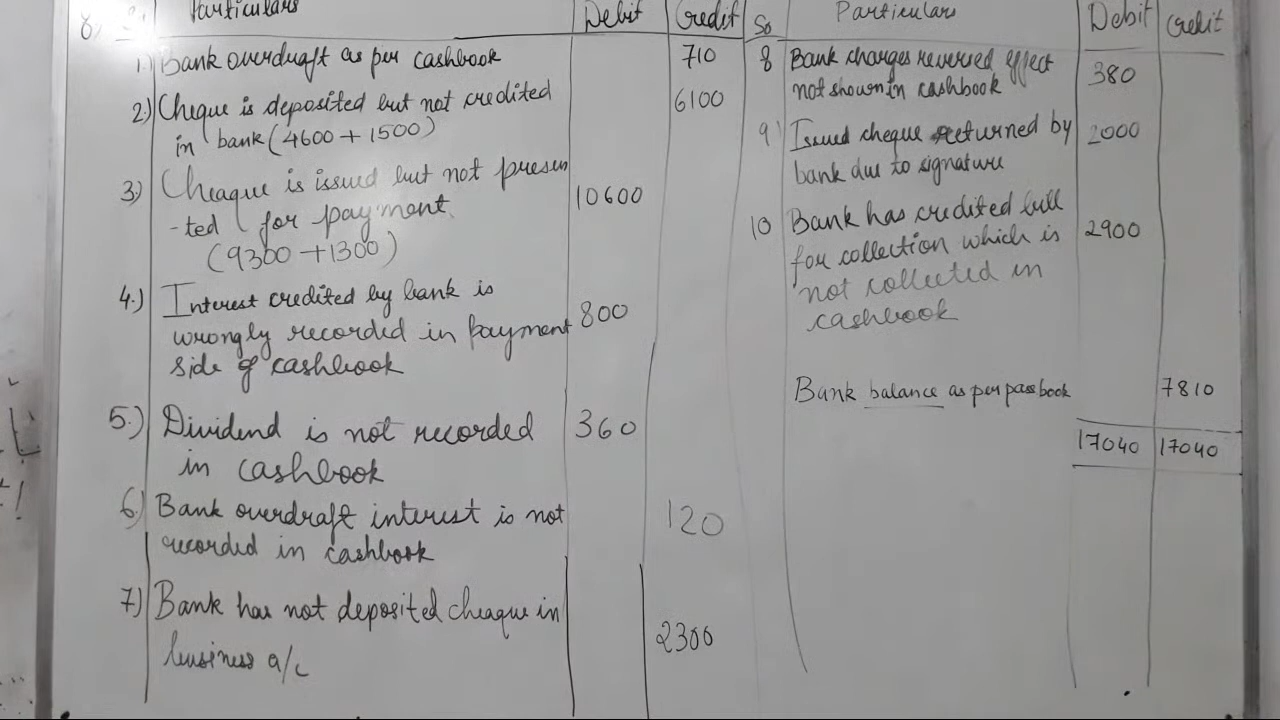 8
Particulars Debit Credit
1.) Bank overdraft as per cashbook 710
2.) Cheque is deposited but not credited 6100
in bank (4600 + 1500)
3) Cheaque is issued but not presen
-ted for payment 10600
(9300 + 1300)
4.) Interest credited by bank is
wrongly recorded in payment 800
side of cashbook
5.) Dividend is not recorded 360
in cashbook
6) Bank overdraft interest is not 120
recorded in cashbook
7.) Bank has not deposited cheaque in
business a/c 2300
So Particulars Debit Credit
8 Bank charges reversed effect 380
not shown in cashbook
9 Issued cheque returned by 2000
bank due to signature
10 Bank has credited bill 2900
for collection which is
not collected in
cashbook
Bank balance as per passbook 7810
17040 17040